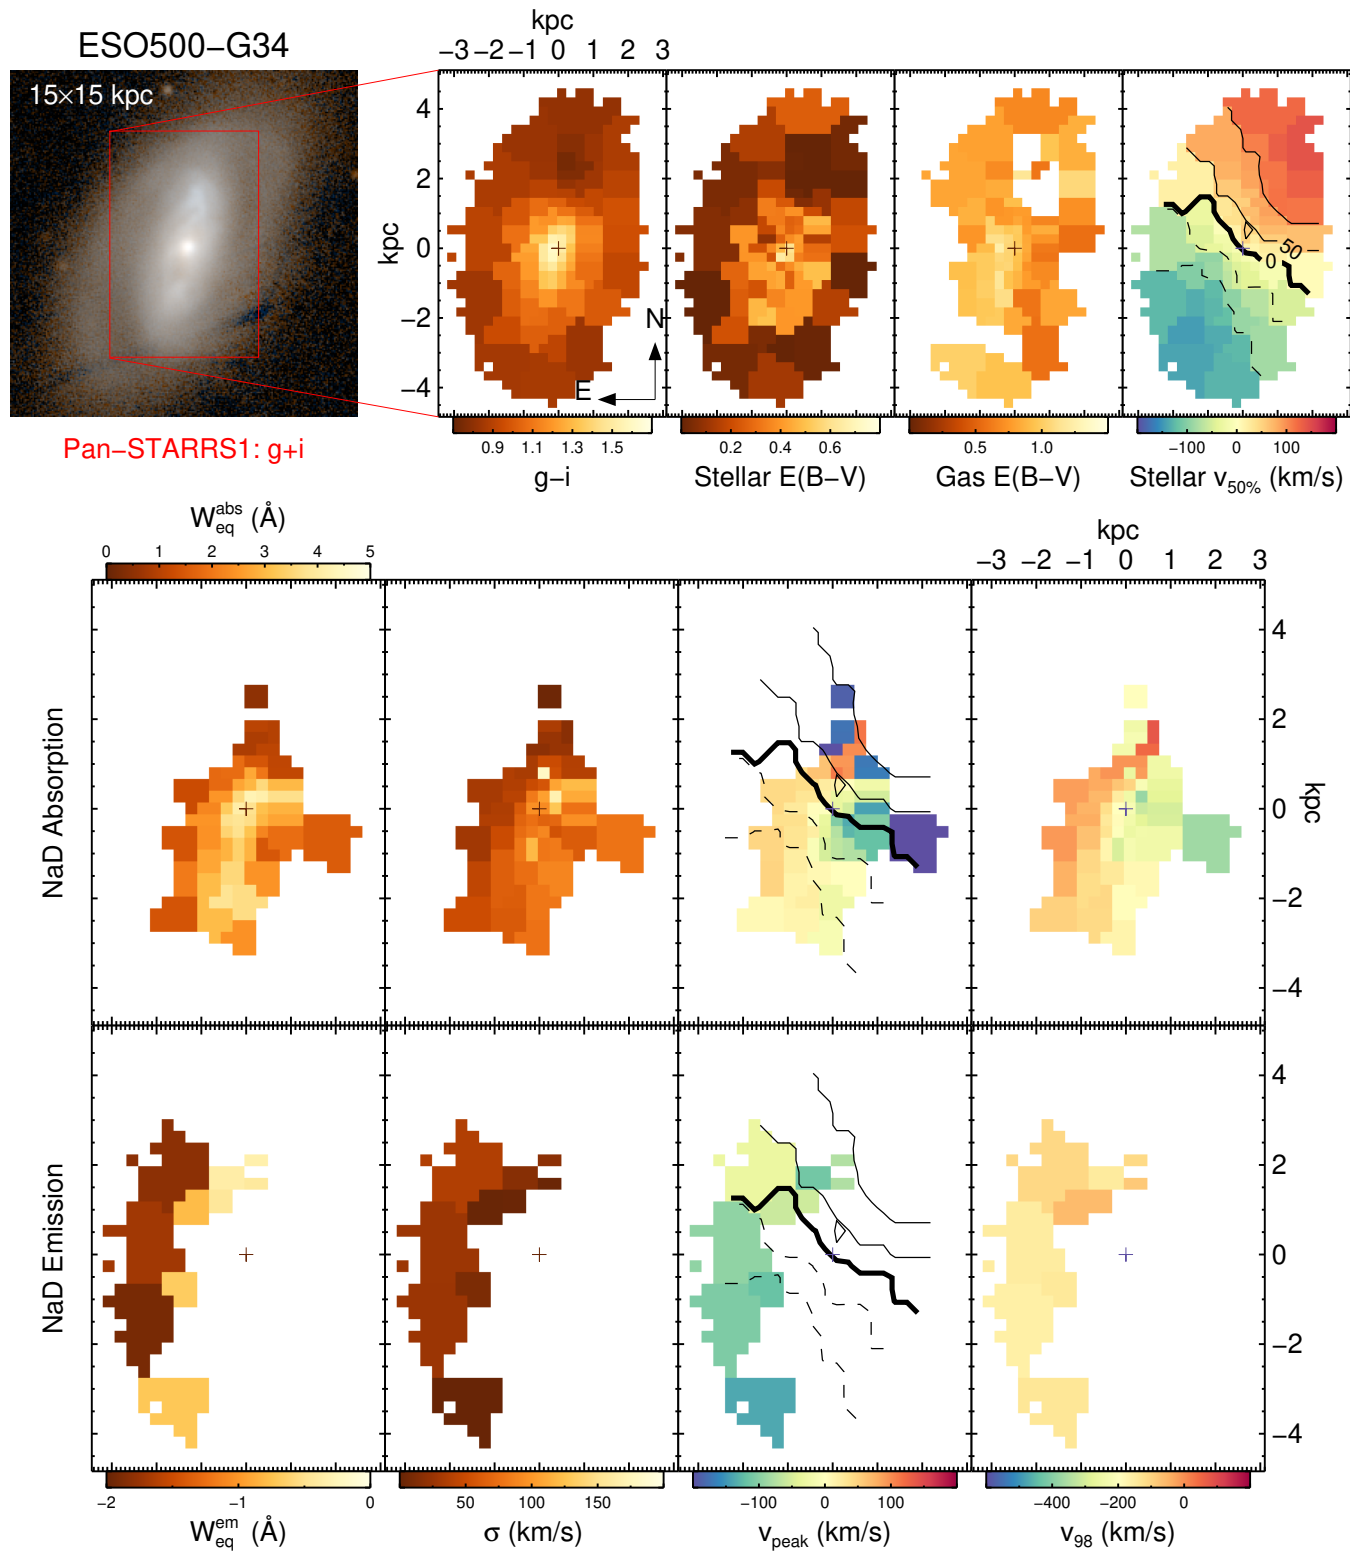 ESO500−G34
15×15 kpc
Pan−STARRS1: g+i
kpc
−3 −2 −1 0 1 2 3
kpc
4
2
0
−2
−4
N
E
50
0
0.9 1.1 1.3 1.5
g−i
0.2 0.4 0.6
Stellar E(B−V)
0.5 1.0
Gas E(B−V)
−100 0 100
Stellar v50% (km/s)
Weq^abs (Å)
0 1 2 3 4 5
kpc
−3 −2 −1 0 1 2 3
NaD Absorption
4
2
0
−2
−4
kpc
NaD Emission
4
2
0
−2
−4
−2 −1 0
Weq^em (Å)
50 100 150
σ (km/s)
−100 0 100
vpeak (km/s)
−400 −200 0
v98 (km/s)